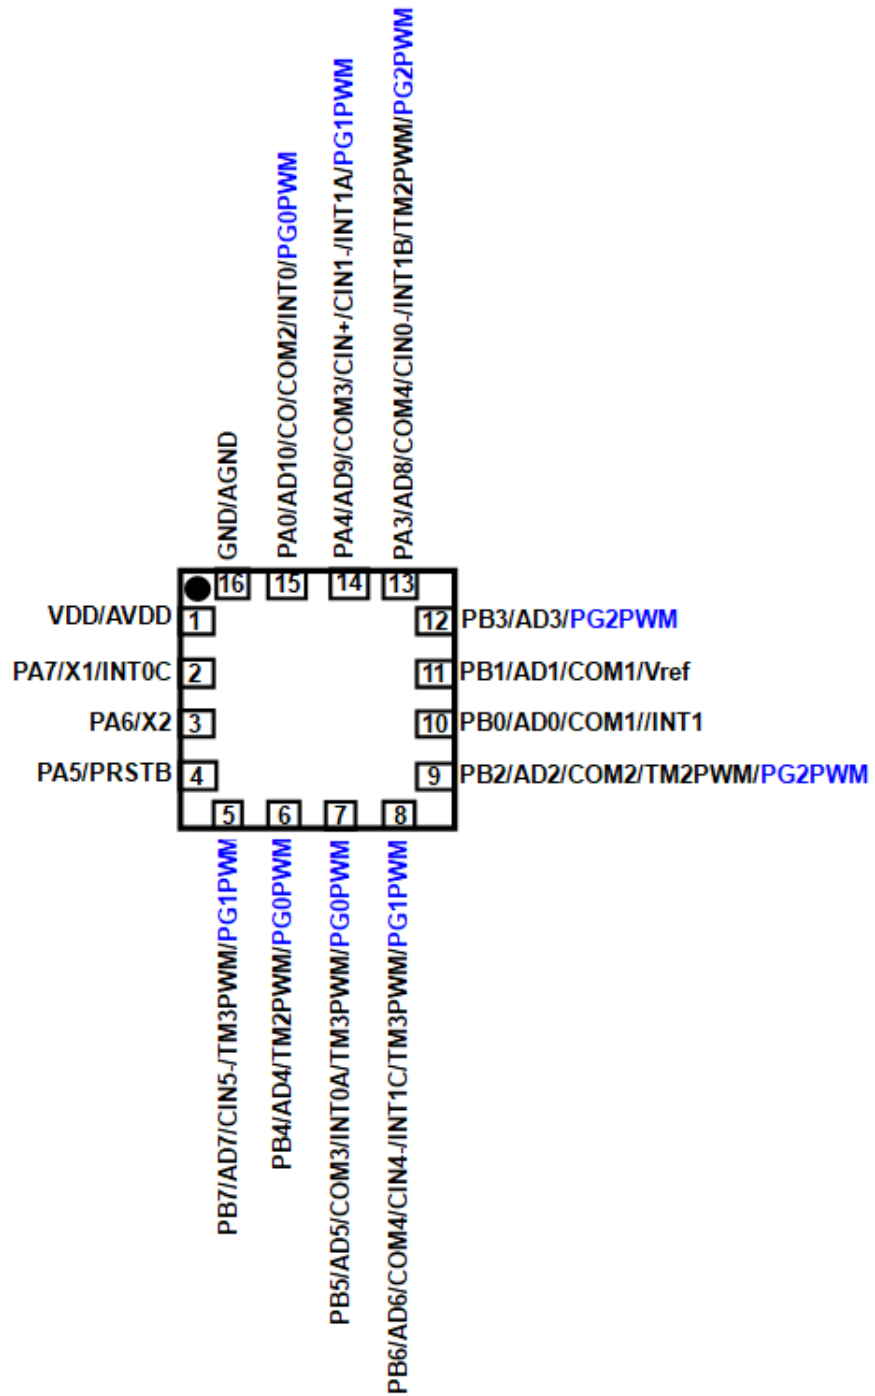 PA3/AD8/COM4/CIN0-/INT1B/TM2PWM/PG2PWM
PA4/AD9/COM3/CIN+/CIN1-/INT1A/PG1PWM
PA0/AD10/CO/COM2/INT0/PG0PWM
GND/AGND
16 15 14 13
VDD/AVDD 1
12 PB3/AD3/PG2PWM
PA7/X1/INT0C 2
11 PB1/AD1/COM1/Vref
PA6/X2 3
10 PB0/AD0/COM1//INT1
PA5/PRSTB 4
9 PB2/AD2/COM2/TM2PWM/PG2PWM
5 6 7 8
PB7/AD7/CIN5-/TM3PWM/PG1PWM
PB4/AD4/TM2PWM/PG0PWM
PB5/AD5/COM3/INT0A/TM3PWM/PG0PWM
PB6/AD6/COM4/CIN4-/INT1C/TM3PWM/PG1PWM